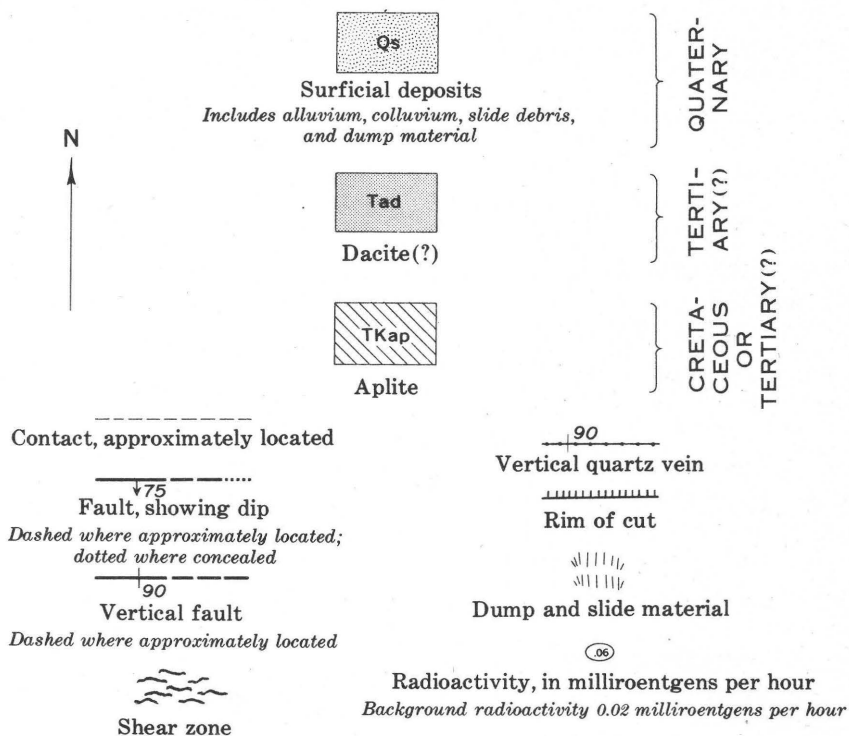 Qs
Surficial deposits
Includes alluvium, colluvium, slide debris,
and dump material
QUATER-
NARY
N
Tad
Dacite(?)
TERTI-
ARY(?)
TKap
Aplite
CRETA-
CEOUS
OR
TERTIARY(?)
Contact, approximately located
75
Fault, showing dip
Dashed where approximately located;
dotted where concealed
90
Vertical fault
Dashed where approximately located
Shear zone
90
Vertical quartz vein
Rim of cut
Dump and slide material
.06
Radioactivity, in milliroentgens per hour
Background radioactivity 0.02 milliroentgens per hour